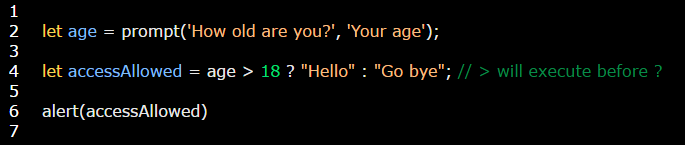 1
2 let age = prompt('How old are you?', 'Your age');
3
4 let accessAllowed = age > 18 ? "Hello" : "Go bye"; // > will execute before ?
5
6 alert(accessAllowed)
7